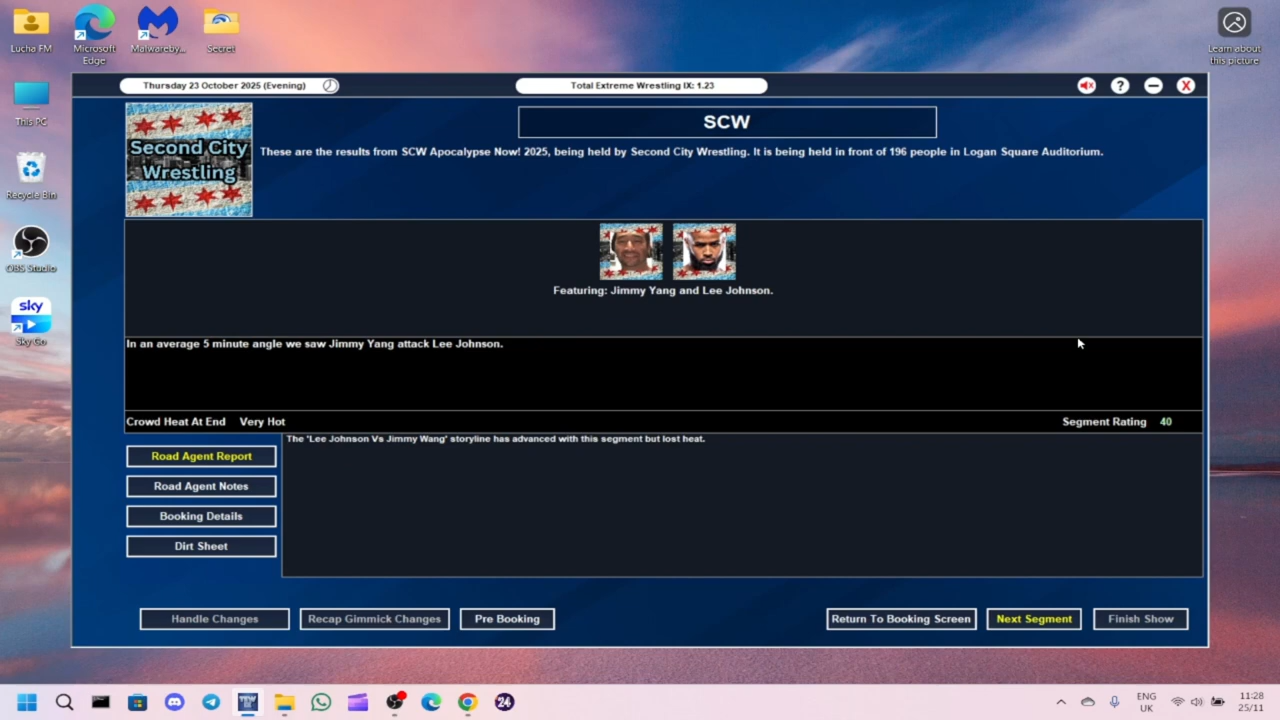 Lucha FM
Microsoft Edge
Malwareby...
Secret
Learn about this picture
This PC
Recycle Bin
OBS Studio
sky
Sky Go
Thursday 23 October 2025 (Evening)
Total Extreme Wrestling IX: 1.23
?
X
Second City
Wrestling
SCW
These are the results from SCW Apocalypse Now! 2025, being held by Second City Wrestling. It is being held in front of 196 people in Logan Square Auditorium.
Featuring: Jimmy Yang and Lee Johnson.
In an average 5 minute angle we saw Jimmy Yang attack Lee Johnson.
Crowd Heat At End Very Hot
Segment Rating 40
The 'Lee Johnson Vs Jimmy Wang' storyline has advanced with this segment but lost heat.
Road Agent Report
Road Agent Notes
Booking Details
Dirt Sheet
Handle Changes
Recap Gimmick Changes
Pre Booking
Return To Booking Screen
Next Segment
Finish Show
TEW
24
ENG
UK
11:28
25/11